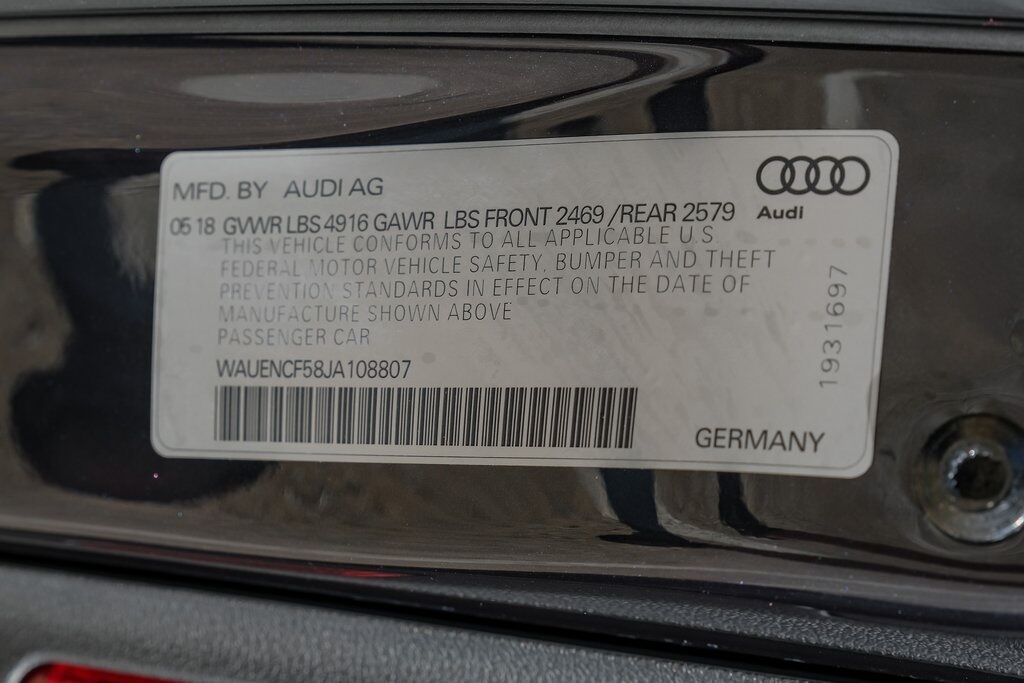 MFD. BY AUDI AG
Audi
05 18 GVWR LBS 4916 GAWR LBS FRONT 2469 /REAR 2579
THIS VEHICLE CONFORMS TO ALL APPLICABLE U.S.
FEDERAL MOTOR VEHICLE SAFETY, BUMPER AND THEFT
PREVENTION STANDARDS IN EFFECT ON THE DATE OF
MANUFACTURE SHOWN ABOVE
PASSENGER CAR
WAUENCF58JA108807
1931697
GERMANY